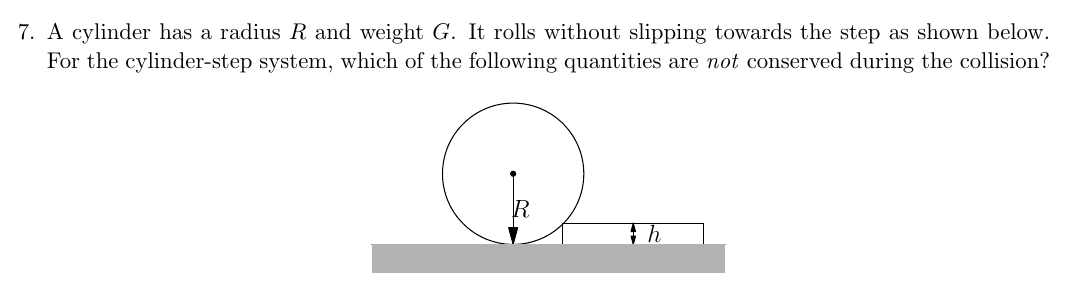 7. A cylinder has a radius R and weight G. It rolls without slipping towards the step as shown below.
For the cylinder-step system, which of the following quantities are not conserved during the collision?
R
h